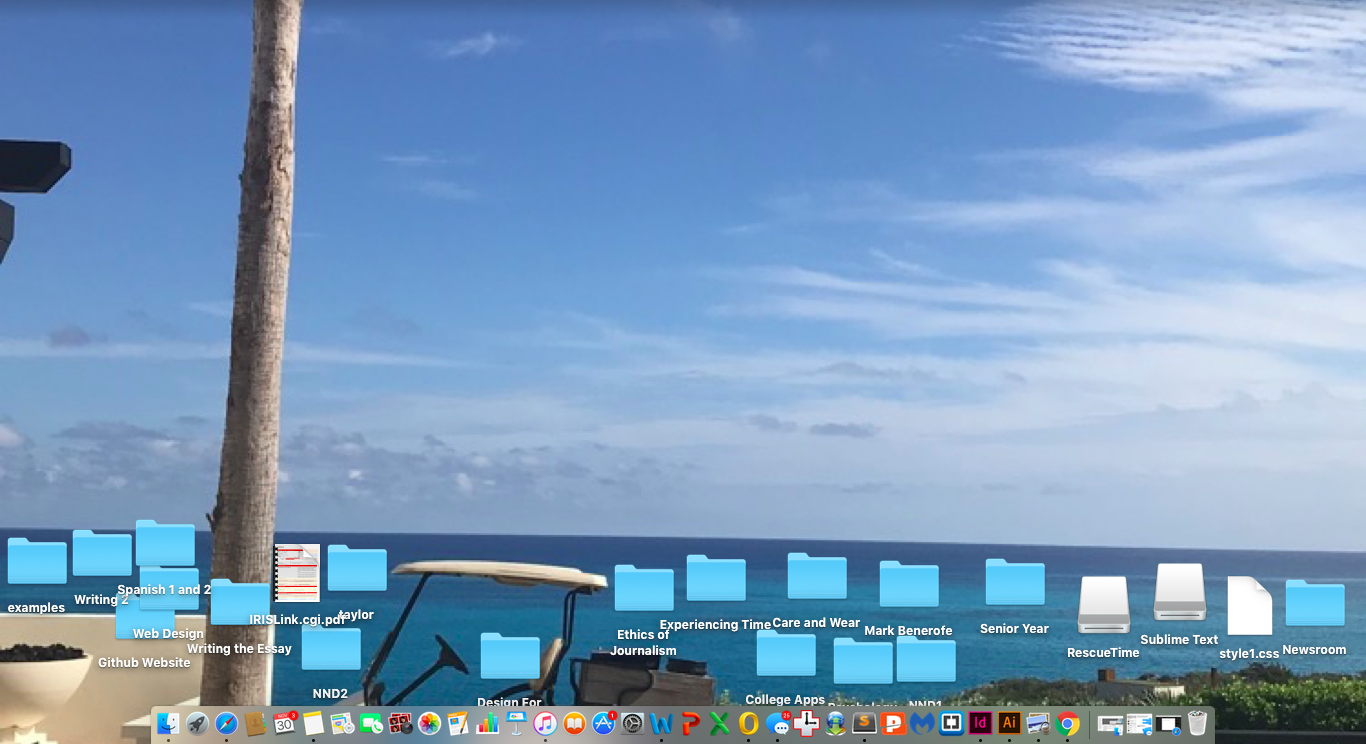 examples
Writing 2
Spanish 1 and 2
Web Design
Github Website
Writing the Essay
IRISLink.cgi.pdf
taylor
NND2
Design For
Ethics of
Journalism
Experiencing Time
Care and Wear
Mark Benerofe
College Apps
NND1
Senior Year
RescueTime
Sublime Text
style1.css
Newsroom
30
Id
Ai